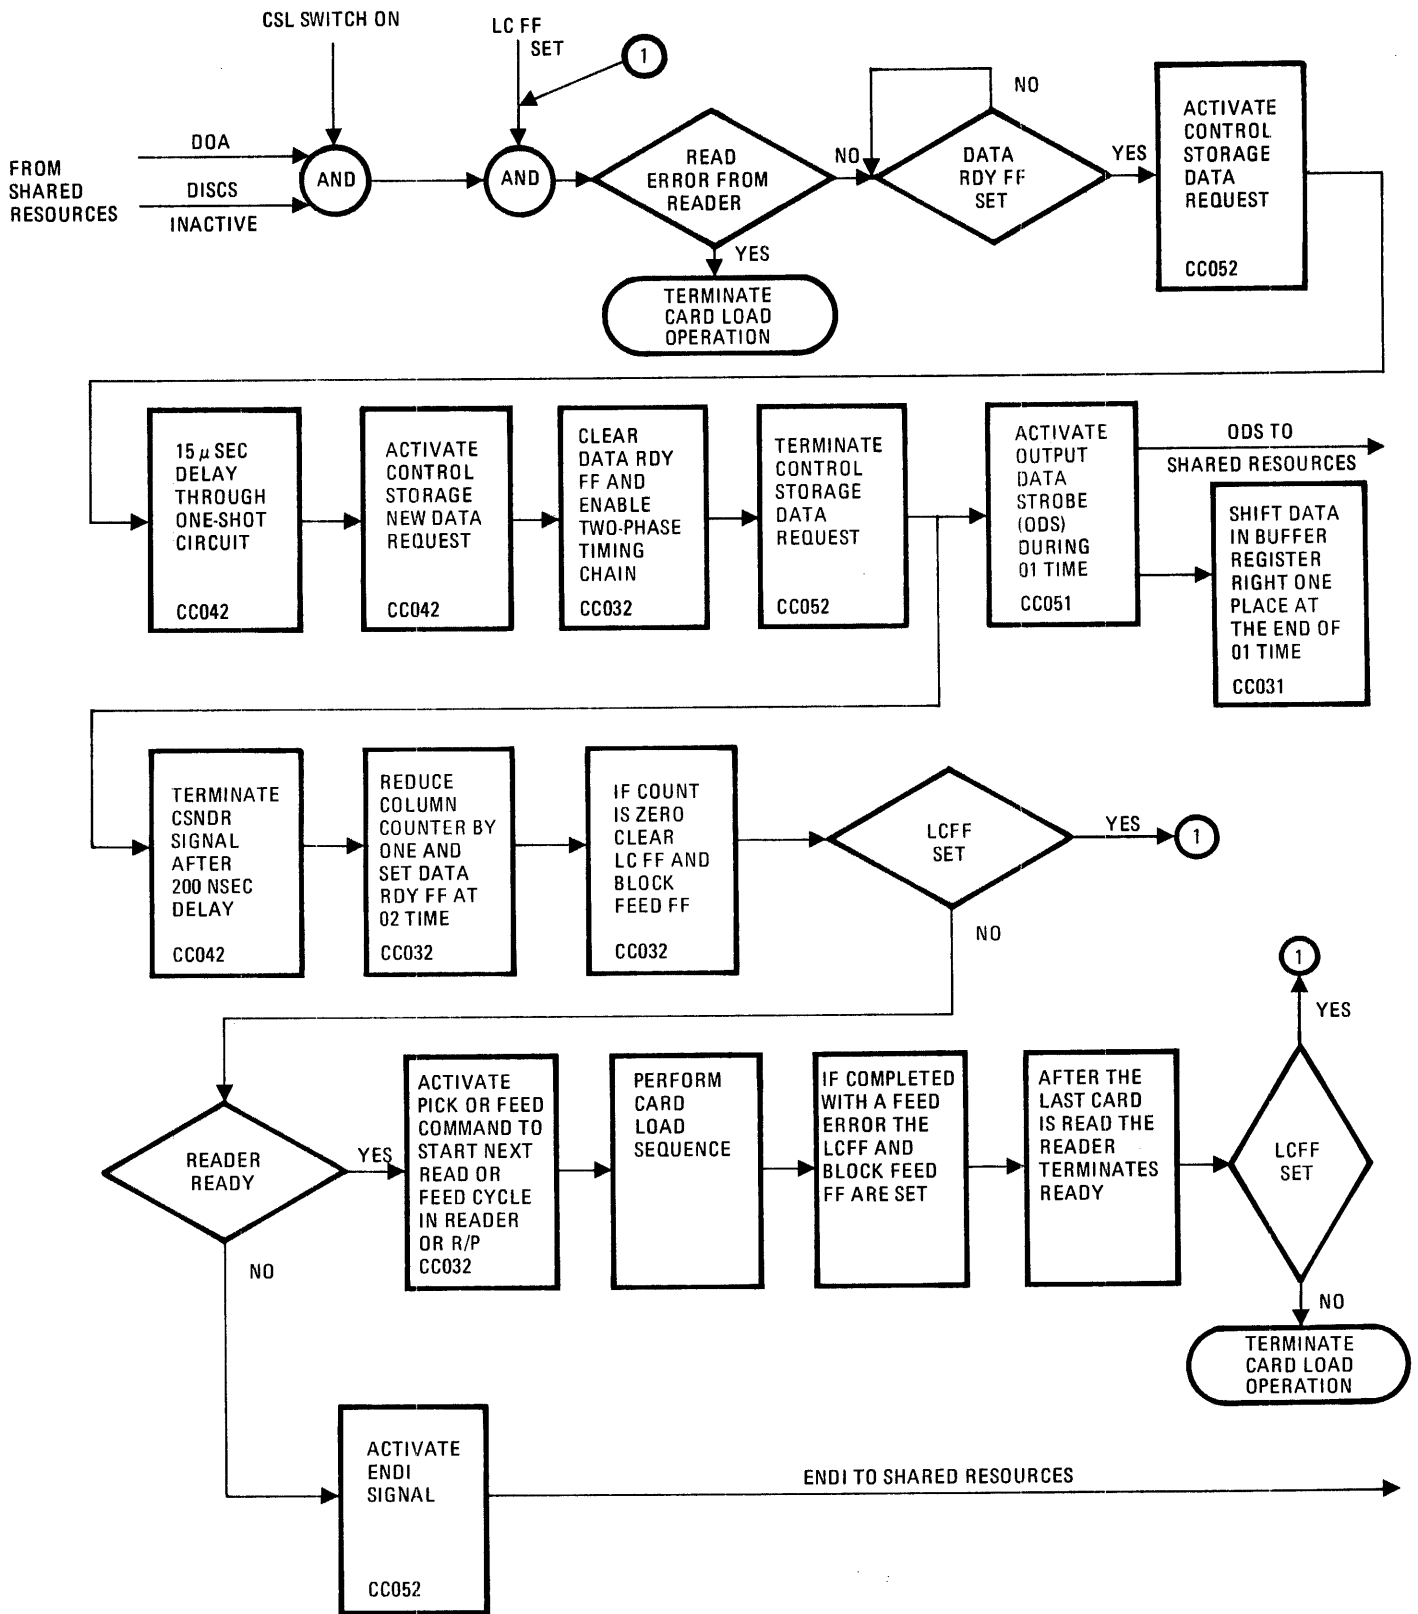 CSL SWITCH ON
LC FF
SET
1
FROM
SHARED
RESOURCES
DOA
DISCS
INACTIVE
AND
AND
READ
ERROR FROM
READER
NO
YES
TERMINATE
CARD LOAD
OPERATION
NO
DATA
RDY FF
SET
YES
ACTIVATE
CONTROL
STORAGE
DATA
REQUEST
CC052
15 μ SEC
DELAY
THROUGH
ONE-SHOT
CIRCUIT
CC042
ACTIVATE
CONTROL
STORAGE
NEW DATA
REQUEST
CC042
CLEAR
DATA RDY
FF AND
ENABLE
TWO-PHASE
TIMING
CHAIN
CC032
TERMINATE
CONTROL
STORAGE
DATA
REQUEST
CC052
ACTIVATE
OUTPUT
DATA
STROBE
(ODS)
DURING
01 TIME
CC051
ODS TO
SHARED RESOURCES
SHIFT DATA
IN BUFFER
REGISTER
RIGHT ONE
PLACE AT
THE END OF
01 TIME
CC031
TERMINATE
CSNDR
SIGNAL
AFTER
200 NSEC
DELAY
CC042
REDUCE
COLUMN
COUNTER BY
ONE AND
SET DATA
RDY FF AT
02 TIME
CC032
IF COUNT
IS ZERO
CLEAR
LC FF AND
BLOCK
FEED FF
CC032
LCFF
SET
YES
1
NO
READER
READY
YES
NO
ACTIVATE
PICK OR FEED
COMMAND TO
START NEXT
READ OR
FEED CYCLE
IN READER
OR R/P
CC032
PERFORM
CARD
LOAD
SEQUENCE
IF COMPLETED
WITH A FEED
ERROR THE
LCFF AND
BLOCK FEED
FF ARE SET
AFTER THE
LAST CARD
IS READ THE
READER
TERMINATES
READY
1
YES
LCFF
SET
NO
TERMINATE
CARD LOAD
OPERATION
ACTIVATE
ENDI
SIGNAL
CC052
ENDI TO SHARED RESOURCES